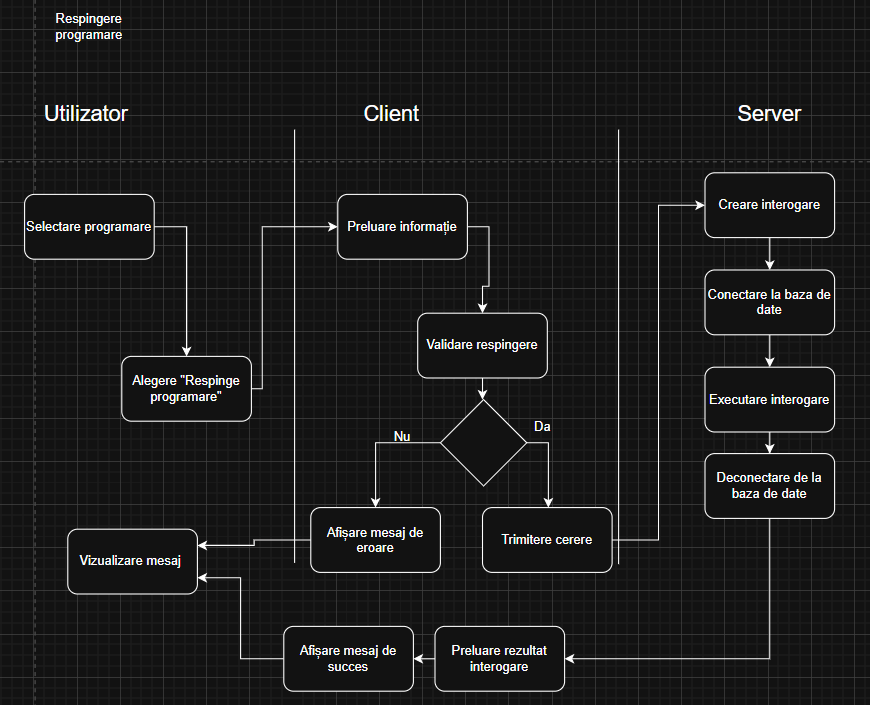 Respingere
programare
Utilizator
Client
Server
Selectare programare
Preluare informație
Creare interogare
Conectare la baza de
date
Validare respingere
Alegere "Respinge
programare"
Executare interogare
Nu
Da
Deconectare de la
baza de date
Afișare mesaj de
eroare
Trimitere cerere
Vizualizare mesaj
Afișare mesaj de
succes
Preluare rezultat
interogare